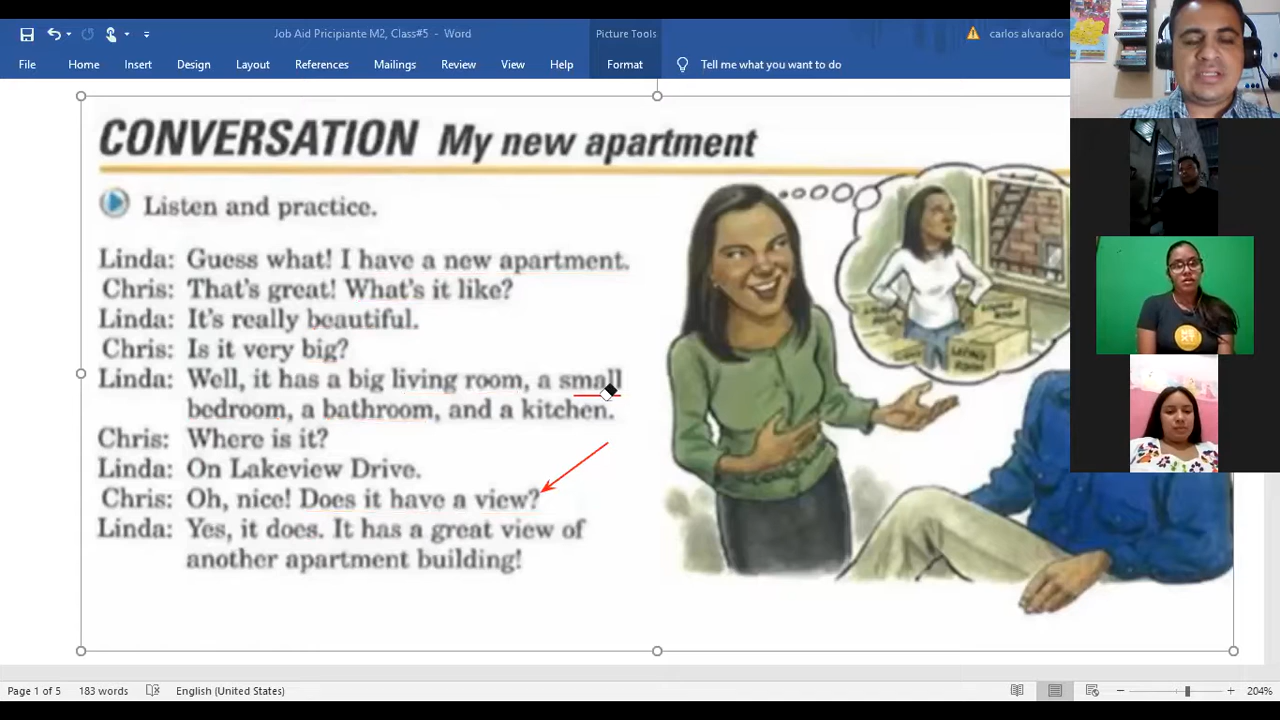 Job Aid Pricipiante M2, Class#5 - Word
Picture Tools
carlos alvarado
File Home Insert Design Layout References Mailings Review View Help Format Tell me what you want to do
CONVERSATION My new apartment
Listen and practice.
Linda: Guess what! I have a new apartment.
Chris: That's great! What's it like?
Linda: It's really beautiful.
Chris: Is it very big?
Linda: Well, it has a big living room, a small
bedroom, a bathroom, and a kitchen.
Chris: Where is it?
Linda: On Lakeview Drive.
Chris: Oh, nice! Does it have a view?
Linda: Yes, it does. It has a great view of
another apartment building!
Page 1 of 5 183 words English (United States) 204%